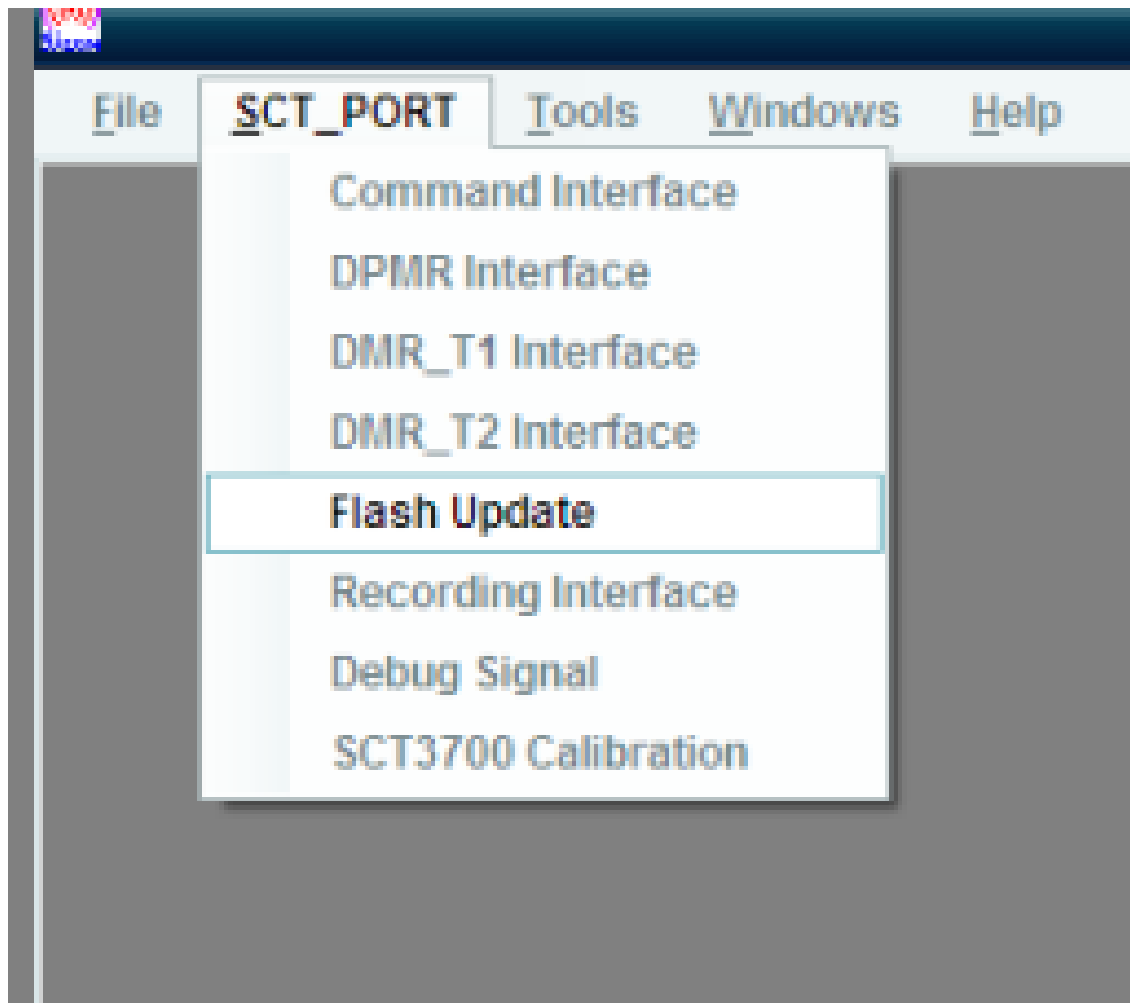 File SCT_PORT Tools Windows Help
Command Interface
DPMR Interface
DMR_T1 Interface
DMR_T2 Interface
Flash Update
Recording Interface
Debug Signal
SCT3700 Calibration